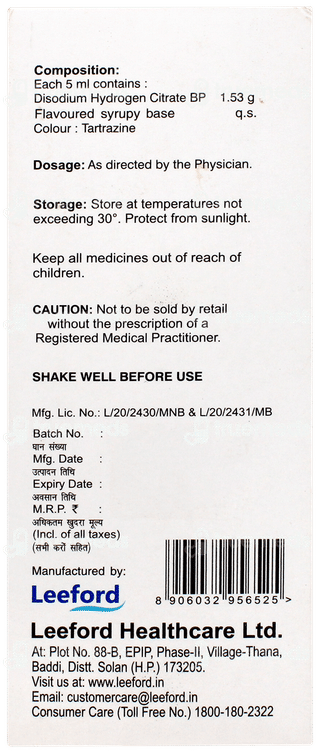 Composition:
Each 5 ml contains :
Disodium Hydrogen Citrate BP 1.53 g
Flavoured syrupy base q.s.
Colour : Tartrazine
Dosage: As directed by the Physician.
Storage: Store at temperatures not
exceeding 30°. Protect from sunlight.
Keep all medicines out of reach of
children.
CAUTION: Not to be sold by retail
without the prescription of a
Registered Medical Practitioner.
SHAKE WELL BEFORE USE
Mfg. Lic. No.: L/20/2430/MNB & L/20/2431/MB
Batch No. :
घान संख्या
Mfg. Date :
उत्पादन तिथि
Expiry Date :
अवसान तिथि
M.R.P. ₹ :
अधिकतम खुदरा मूल्य
(Incl. of all taxes)
(सभी करों सहित)
Manufactured by:
Leeford
8 906032 956525 >
Leeford Healthcare Ltd.
At: Plot No. 88-B, EPIP, Phase-II, Village-Thana,
Baddi, Distt. Solan (H.P.) 173205.
Visit us at: www.leeford.in
Email: customercare@leeford.in
Consumer Care (Toll Free No.) 1800-180-2322